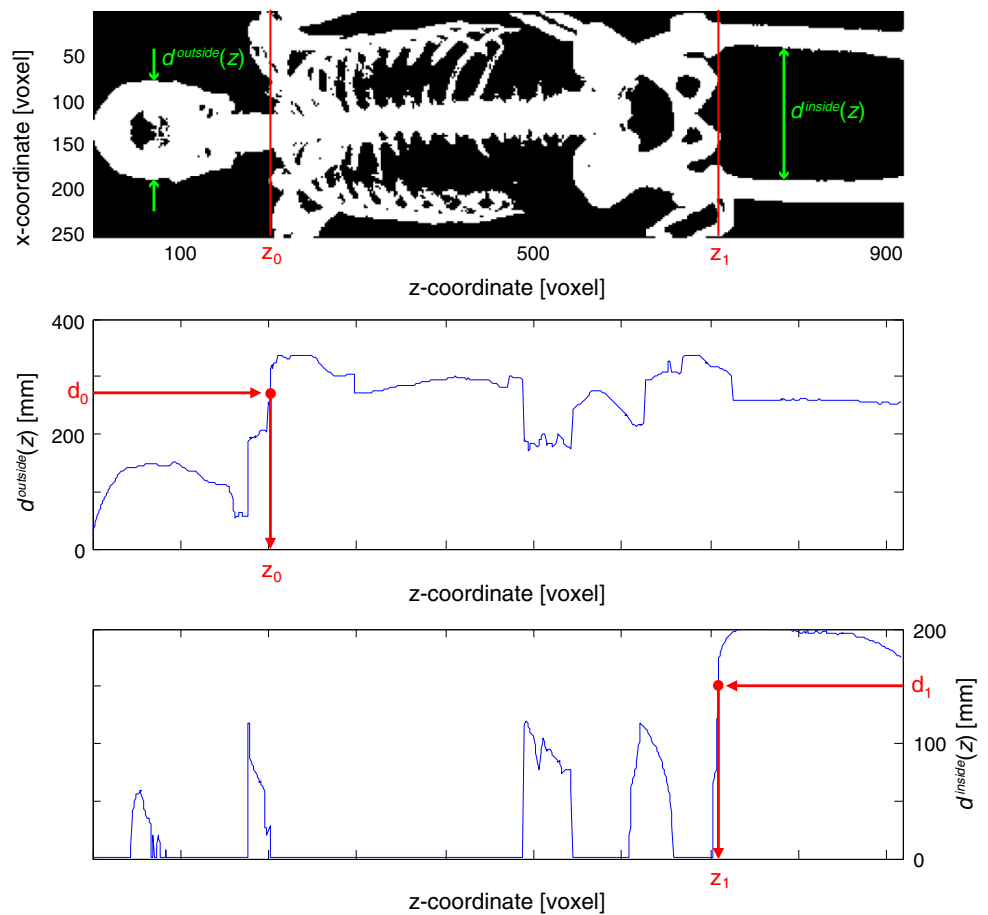 x-coordinate [voxel]
50
100
150
200
250
d^outside(z)
d^inside(z)
100
z₀
500
z₁
900
z-coordinate [voxel]
d^outside(z) [mm]
400
d₀
200
0
z₀
z-coordinate [voxel]
200
d₁
100
0
d^inside(z) [mm]
z₁
z-coordinate [voxel]